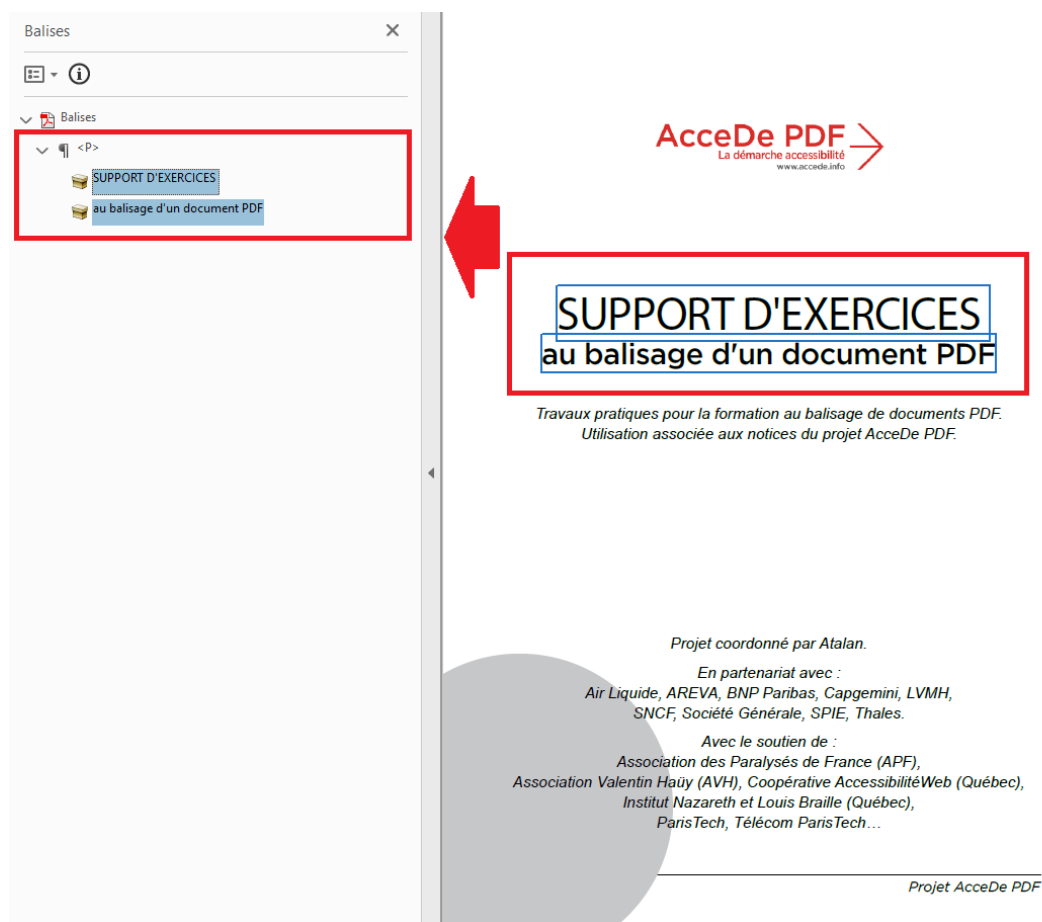 Balises
Balises
<P>
SUPPORT D'EXERCICES
au balisage d'un document PDF
AcceDe PDF
La démarche accessibilité
www.accede.info
SUPPORT D'EXERCICES
au balisage d'un document PDF
Travaux pratiques pour la formation au balisage de documents PDF.
Utilisation associée aux notices du projet AcceDe PDF.
Projet coordonné par Atalan.
En partenariat avec :
Air Liquide, AREVA, BNP Paribas, Capgemini, LVMH,
SNCF, Société Générale, SPIE, Thales.
Avec le soutien de :
Association des Paralysés de France (APF),
Association Valentin Haüy (AVH), Coopérative AccessibilitéWeb (Québec),
Institut Nazareth et Louis Braille (Québec),
ParisTech, Télécom ParisTech…
Projet AcceDe PDF